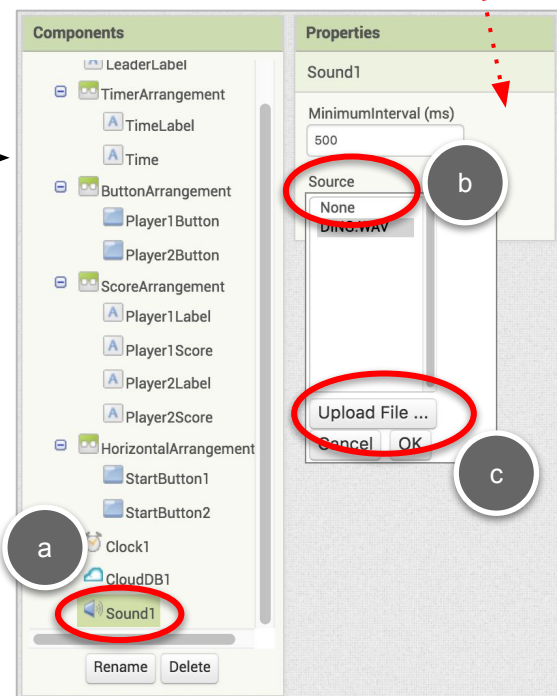 Components
LeaderLabel
TimerArrangement
A TimeLabel
A Time
ButtonArrangement
Player1Button
Player2Button
ScoreArrangement
A Player1Label
A Player1Score
A Player2Label
A Player2Score
HorizontalArrangement
StartButton1
StartButton2
a
Clock1
CloudDB1
Sound1
Rename Delete
Properties
Sound1
MinimumInterval (ms)
500
Source
b
None
DING.WAV
Upload File ...
Cancel OK
c